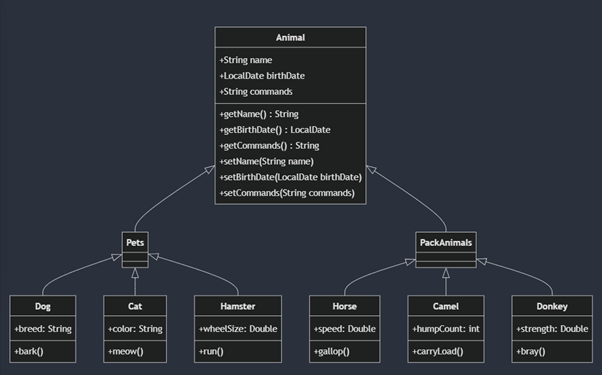 Animal
+String name
+LocalDate birthDate
+String commands
+getName() : String
+getBirthDate() : LocalDate
+getCommands() : String
+setName(String name)
+setBirthDate(LocalDate birthDate)
+setCommands(String commands)
Pets
PackAnimals
Dog
+breed: String
+bark()
Cat
+color: String
+meow()
Hamster
+wheelSize: Double
+run()
Horse
+speed: Double
+gallop()
Camel
+humpCount: int
+carryLoad()
Donkey
+strength: Double
+bray()